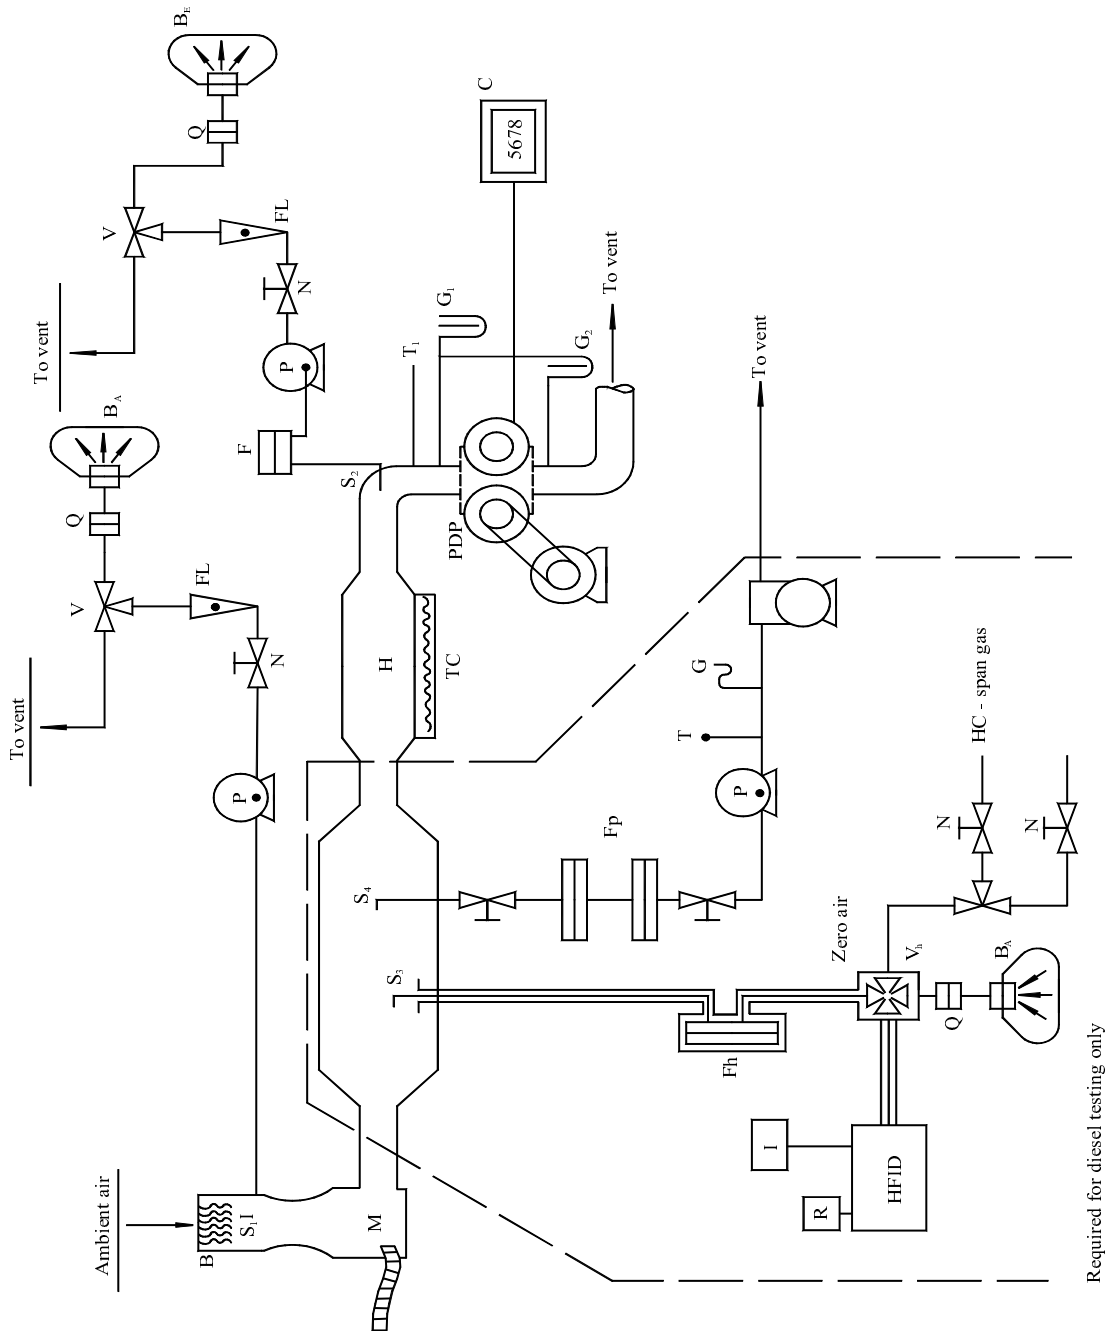 To vent
To vent
V
Q
Ambient air
V
B_A
B_E
Q
FL
B
P
S_1 I
F
N
FL
P
N
S_2
S_4
M
H
S_3
T_1
G_1
TC
PDP
C
5678
G_2
To vent
Fp
T
G
Fh
P
To vent
I
R
Zero air
HFID
V_h
N
Q
HC - span gas
B_A
N
Required for diesel testing only